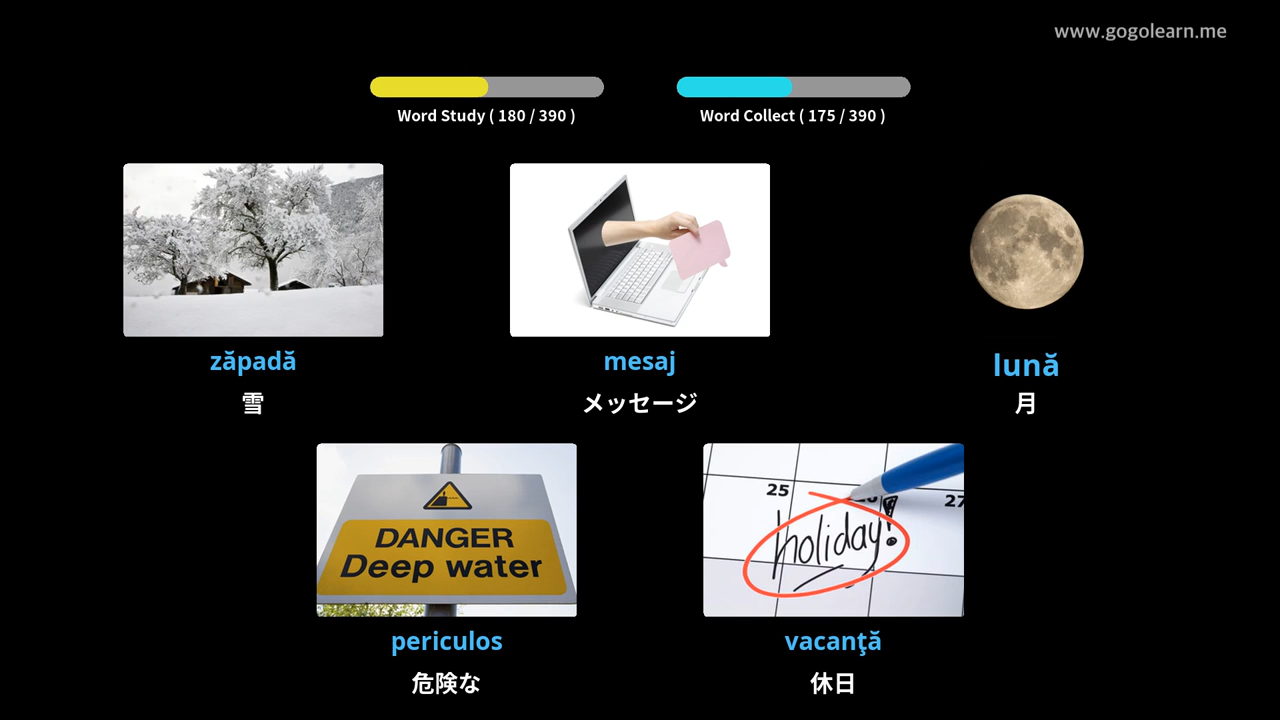 www.gogolearn.me
Word Study ( 180 / 390 )
Word Collect ( 175 / 390 )
zăpadă
雪
mesaj
メッセージ
lună
月
DANGER
Deep water
periculos
危険な
25
27
holiday!
vacanţă
休日